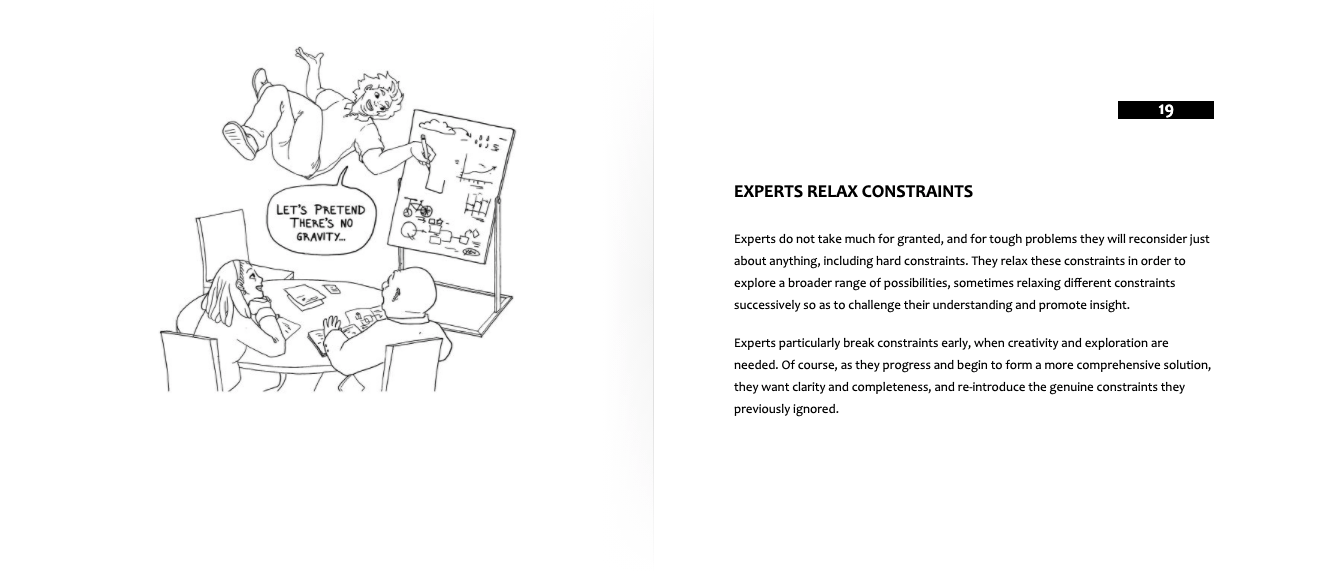 LET'S PRETEND
THERE'S NO
GRAVITY...
19
EXPERTS RELAX CONSTRAINTS
Experts do not take much for granted, and for tough problems they will reconsider just
about anything, including hard constraints. They relax these constraints in order to
explore a broader range of possibilities, sometimes relaxing different constraints
successively so as to challenge their understanding and promote insight.
Experts particularly break constraints early, when creativity and exploration are
needed. Of course, as they progress and begin to form a more comprehensive solution,
they want clarity and completeness, and re-introduce the genuine constraints they
previously ignored.